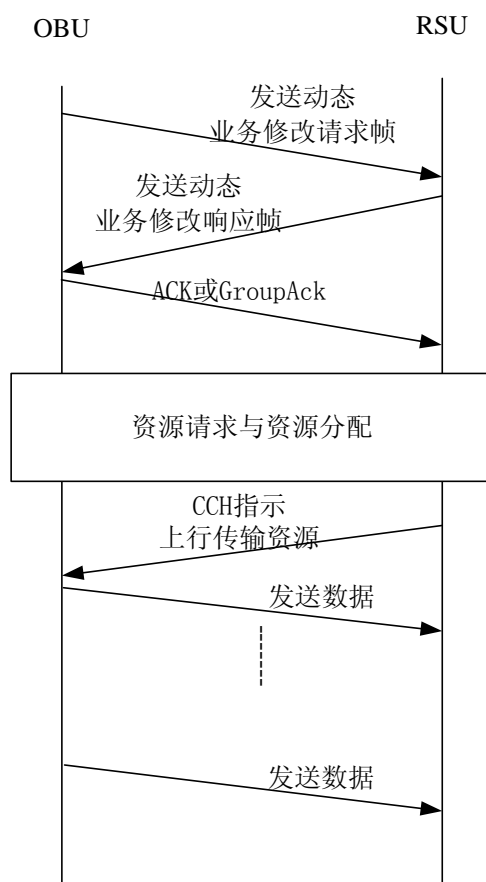 OBU
RSU
发送动态
业务修改请求帧
发送动态
业务修改响应帧
ACK或GroupAck
资源请求与资源分配
CCH指示
上行传输资源
发送数据
发送数据